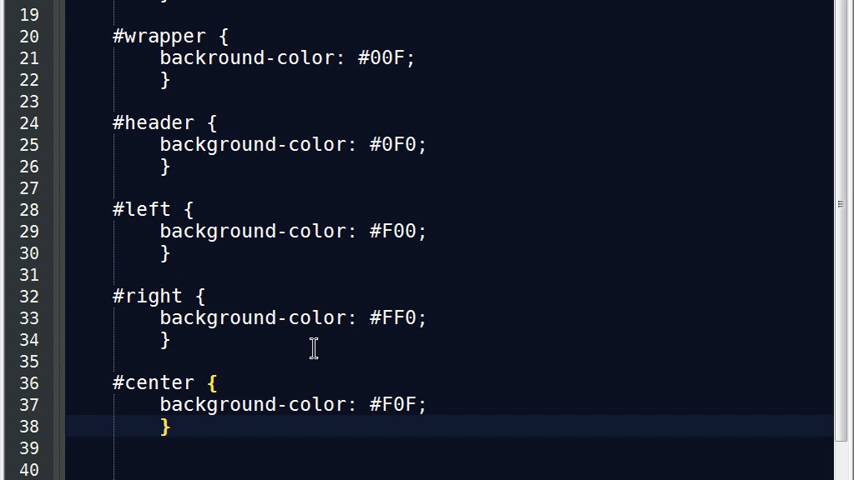 19
20 #wrapper {
21 backround-color: #00F;
22 }
23
24 #header {
25 background-color: #0F0;
26 }
27
28 #left {
29 background-color: #F00;
30 }
31
32 #right {
33 background-color: #FF0;
34 }
35
36 #center {
37 background-color: #F0F;
38 }
39
40